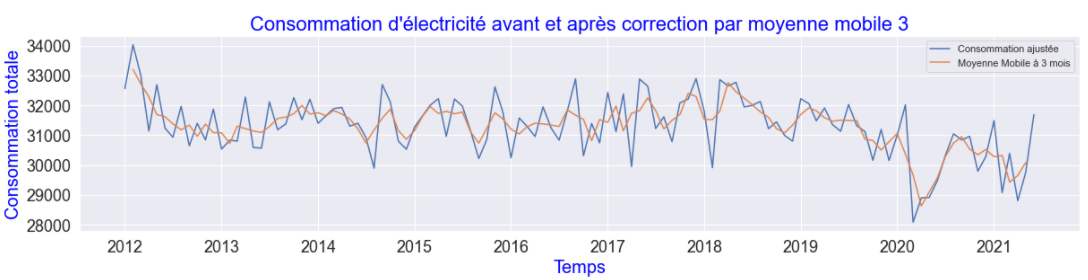 Consommation d'électricité avant et après correction par moyenne mobile 3
Consommation totale
34000
33000
32000
31000
30000
29000
28000
Consommation ajustée
Moyenne Mobile à 3 mois
2012 2013 2014 2015 2016 2017 2018 2019 2020 2021
Temps